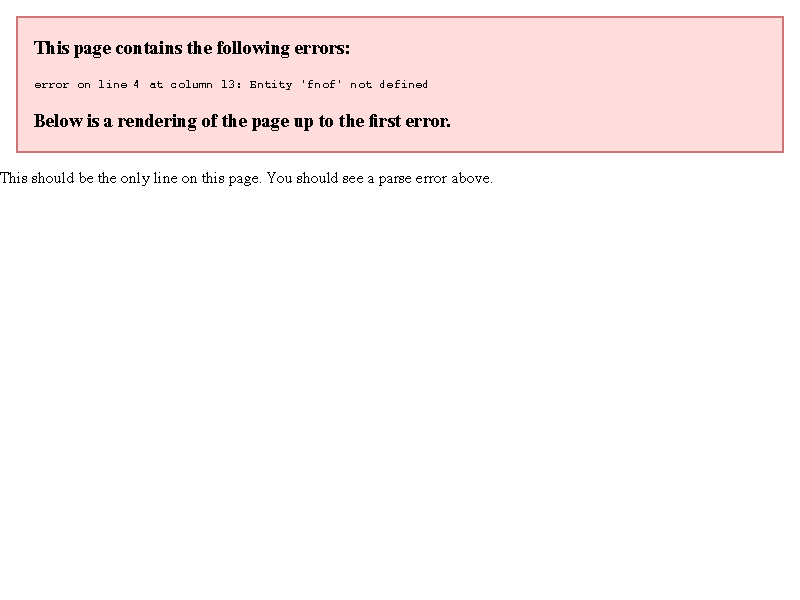 This page contains the following errors:
error on line 4 at column 13: Entity 'fnof' not defined
Below is a rendering of the page up to the first error.
This should be the only line on this page. You should see a parse error above.